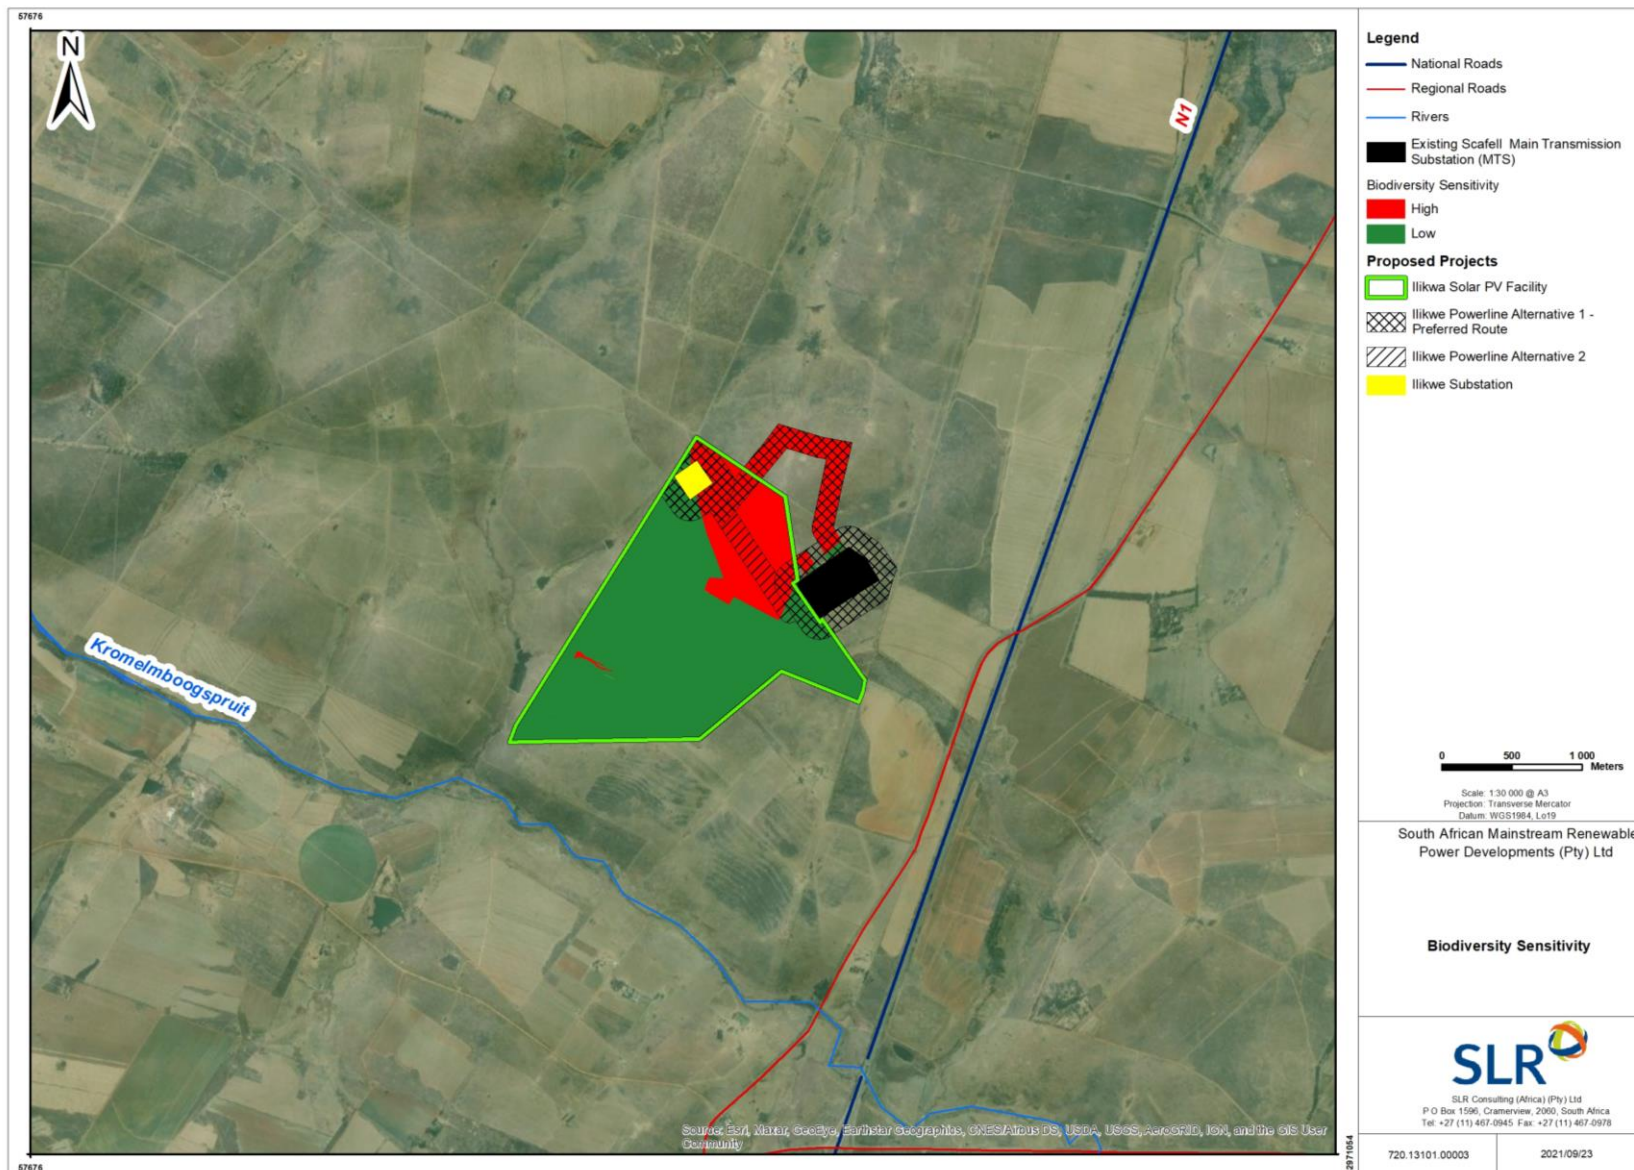 57676
N
N1
Kromelmboogspruit
Source: Esri, Maxar, GeoEye, Earthstar Geographics, CNES/Airbus DS, USDA, USGS, AeroGRID, IGN, and the GIS User
Community
57676
2971054
Legend
National Roads
Regional Roads
Rivers
Existing Scafell Main Transmission
Substation (MTS)
Biodiversity Sensitivity
High
Low
Proposed Projects
Ilikwa Solar PV Facility
Ilikwe Powerline Alternative 1 -
Preferred Route
Ilikwe Powerline Alternative 2
Ilikwe Substation
0 500 1 000
Meters
Scale: 1:30 000 @ A3
Projection: Transverse Mercator
Datum: WGS1984, Lo19
South African Mainstream Renewable
Power Developments (Pty) Ltd
Biodiversity Sensitivity
SLR
SLR Consulting (Africa) (Pty) Ltd
P O Box 1596, Cramerview, 2060, South Africa
Tel: +27 (11) 467-0945 Fax: +27 (11) 467-0978
720.13101.00003
2021/09/23